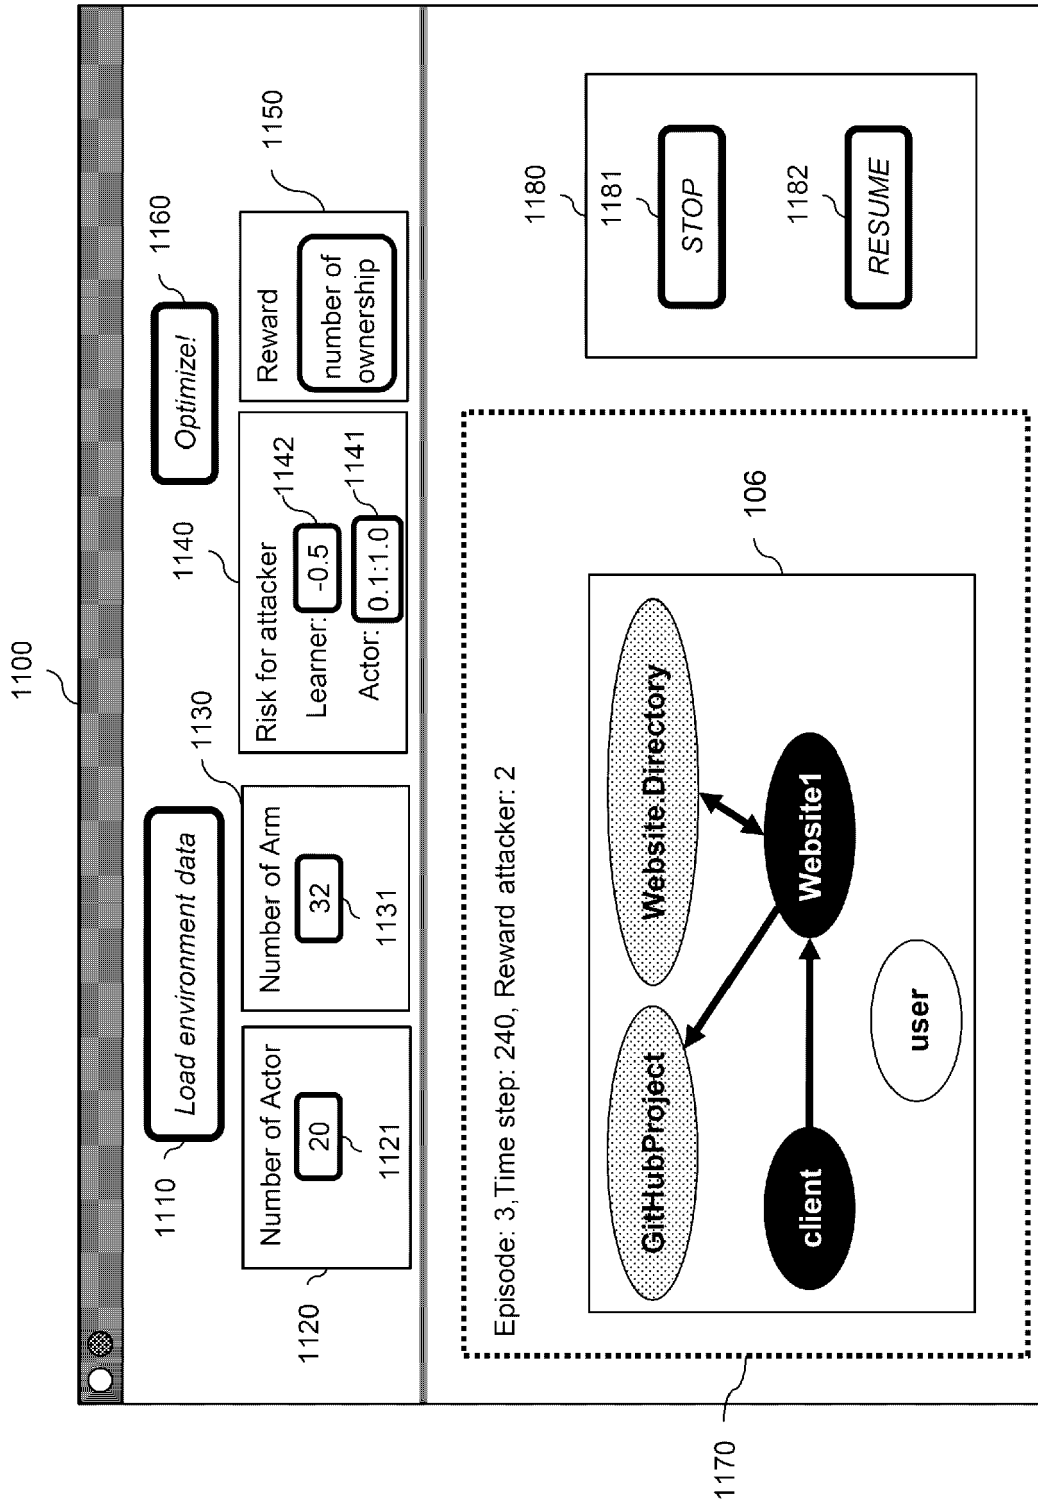 1100
1110
Load environment data
1160
Optimize!
1120
Number of Actor
20
1121
1130
Number of Arm
32
1131
1140
Risk for attacker
Learner: -0.5
1142
Actor: 0.1:1.0
1141
1150
Reward
number of
ownership
1170
Episode: 3,Time step: 240, Reward attacker: 2
106
GitHubProject
Website.Directory
client
Website1
user
1180
1181
STOP
1182
RESUME